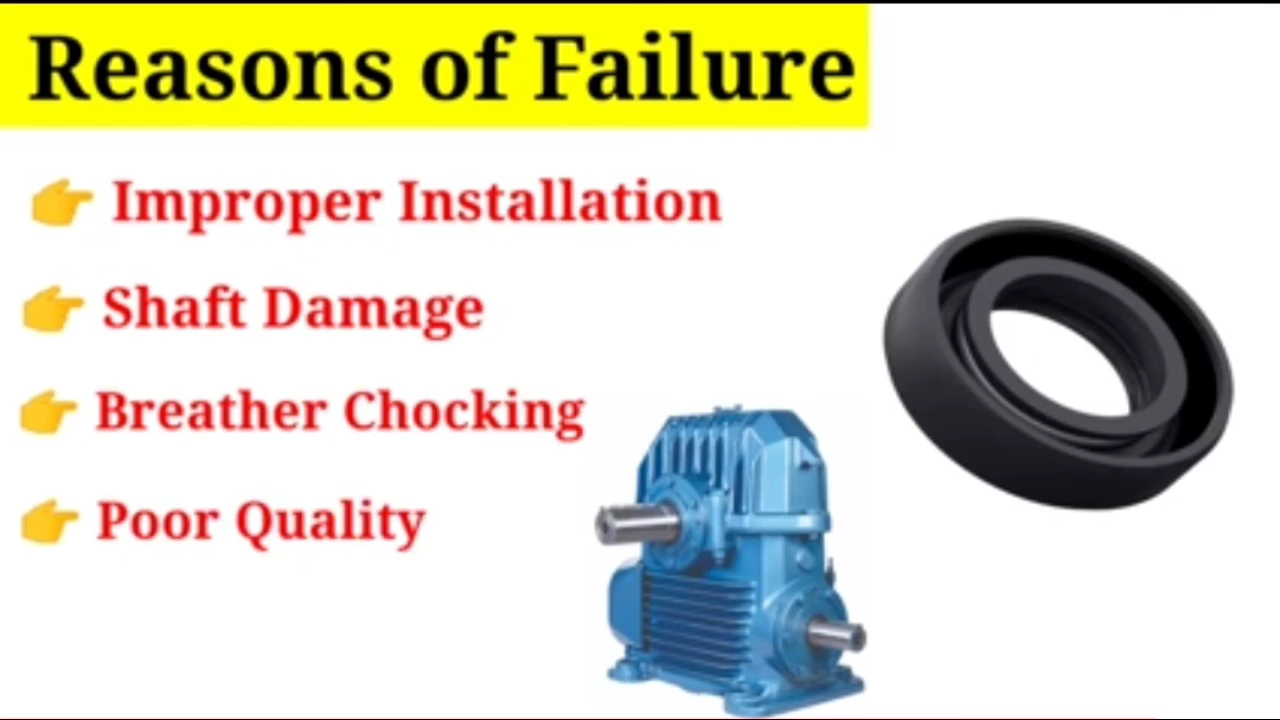 Reasons of Failure
👉 Improper Installation
👉 Shaft Damage
👉 Breather Chocking
👉 Poor Quality